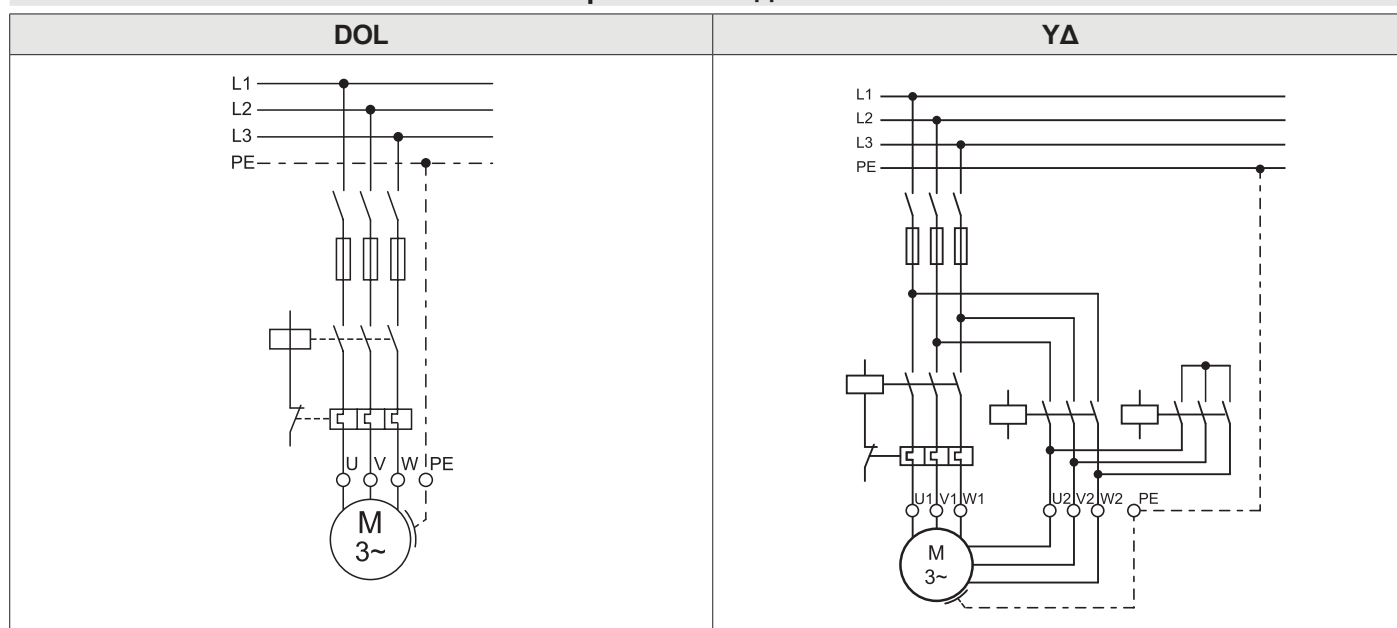 DOL
YΔ
L1
L2
L3
PE
U V W PE
M
3~
L1
L2
L3
PE
U1 V1 W1 U2 V2 W2 PE
M
3~